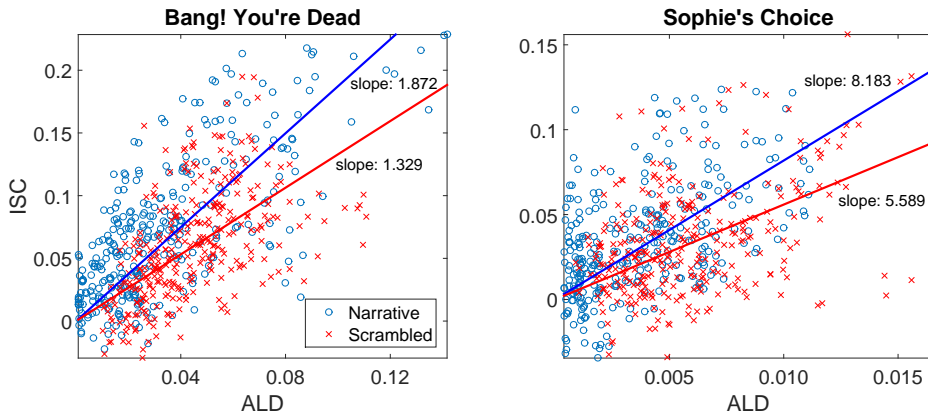 Bang! You're Dead
ISC
0.2
0.15
0.1
0.05
0
slope: 1.872
slope: 1.329
Narrative
Scrambled
0.04
0.08
0.12
ALD
Sophie's Choice
0.15
0.1
0.05
0
slope: 8.183
slope: 5.589
0.005
0.010
0.015
ALD